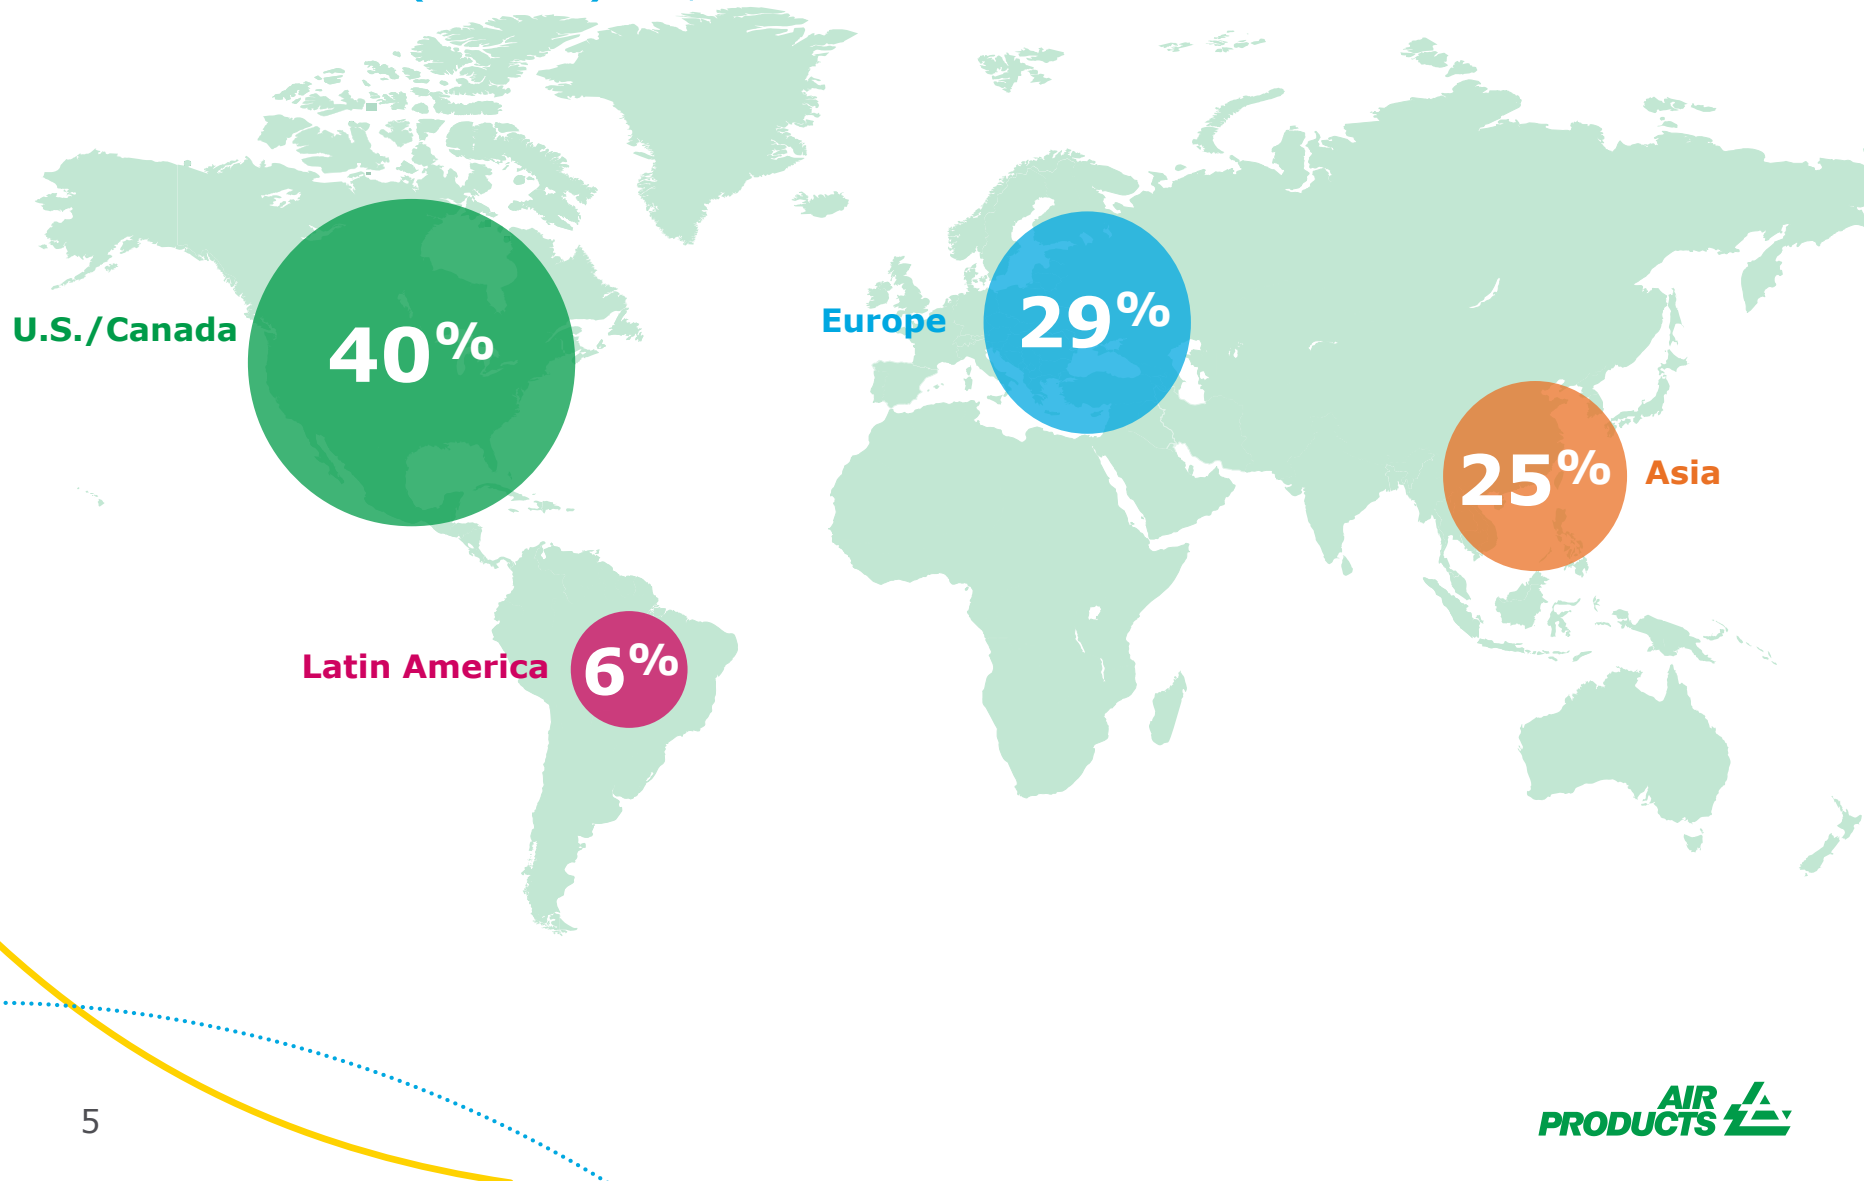 U.S./Canada
40%
Europe
29%
25%
Asia
Latin America
6%
5
AIR
PRODUCTS